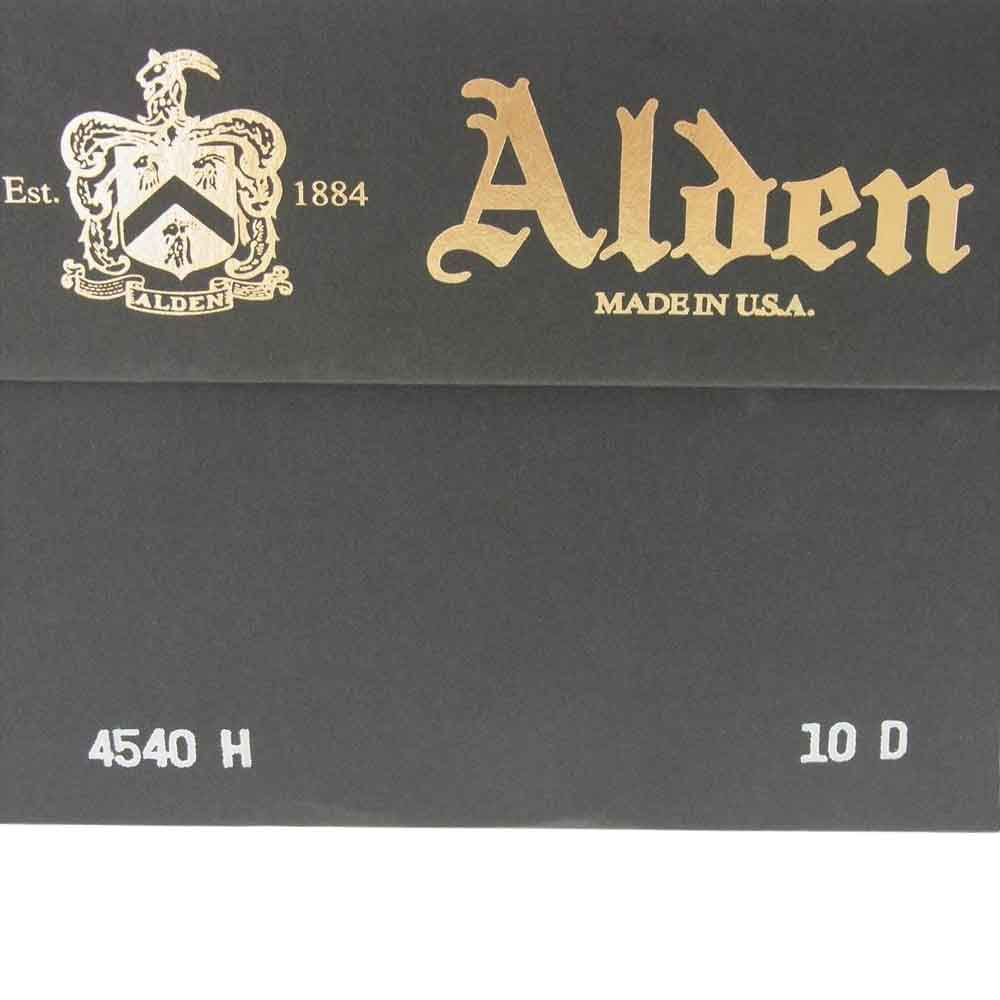 Est. 1884
ALDEN
Alden
MADE IN U.S.A.
4540 H 10 D